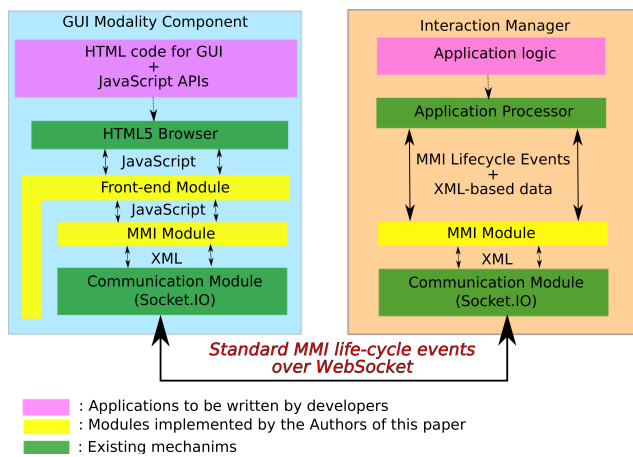 GUI Modality Component
HTML code for GUI
+
JavaScript APIs
HTML5 Browser
JavaScript
Front-end Module
JavaScript
MMI Module
XML
Communication Module
(Socket.IO)
Interaction Manager
Application logic
Application Processor
MMI Lifecycle Events
+
XML-based data
MMI Module
XML
Communication Module
(Socket.IO)
Standard MMI life-cycle events
over WebSocket
: Applications to be written by developers
: Modules implemented by the Authors of this paper
: Existing mechanims